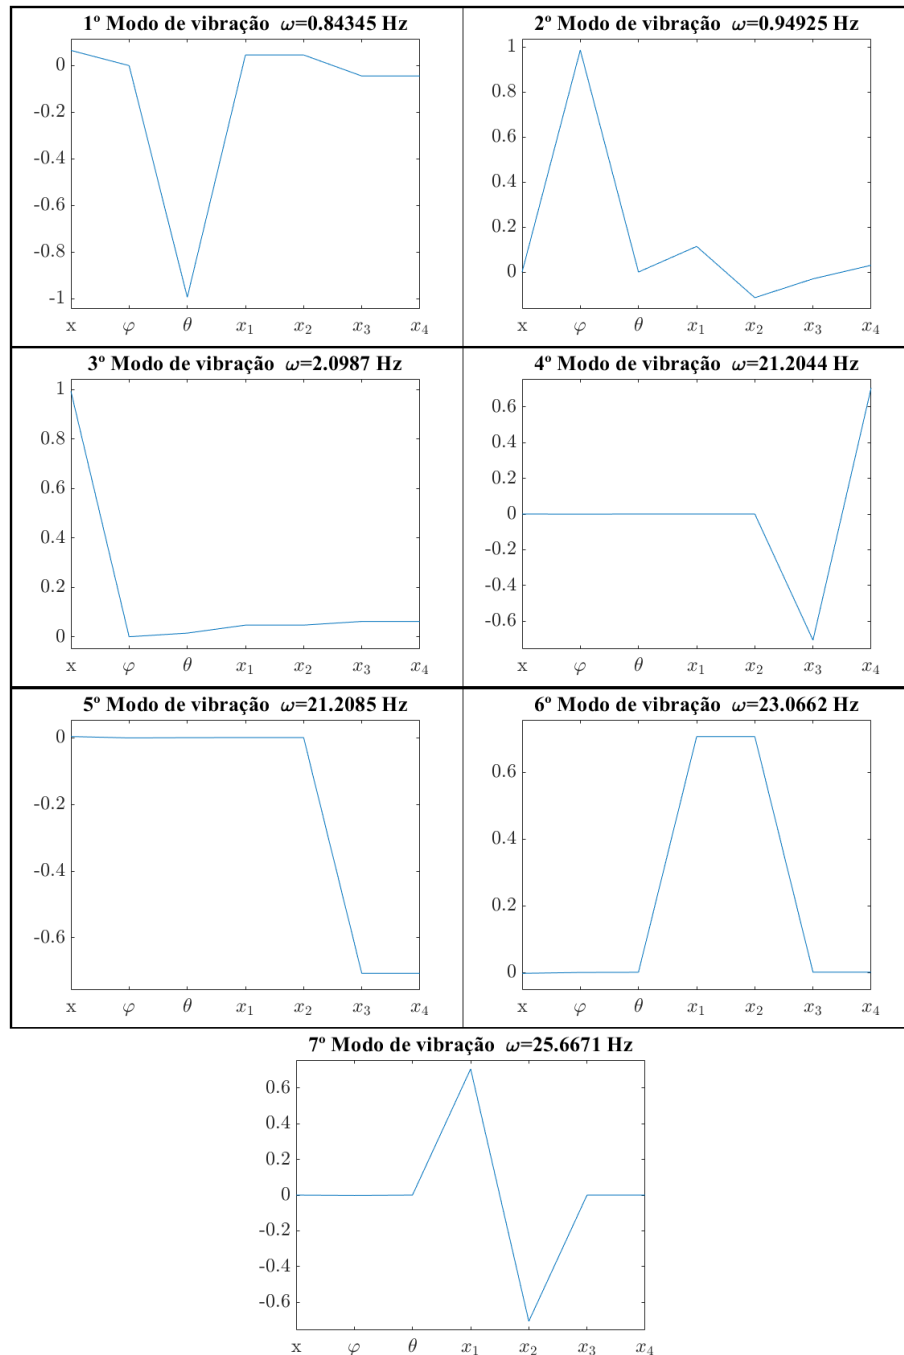 1º Modo de vibração ω=0.84345 Hz
0
-0.2
-0.4
-0.6
-0.8
-1
x φ θ x₁ x₂ x₃ x₄
2º Modo de vibração ω=0.94925 Hz
1
0.8
0.6
0.4
0.2
0
x φ θ x₁ x₂ x₃ x₄
3º Modo de vibração ω=2.0987 Hz
1
0.8
0.6
0.4
0.2
0
x φ θ x₁ x₂ x₃ x₄
4º Modo de vibração ω=21.2044 Hz
0.6
0.4
0.2
0
-0.2
-0.4
-0.6
x φ θ x₁ x₂ x₃ x₄
5º Modo de vibração ω=21.2085 Hz
0
-0.2
-0.4
-0.6
x φ θ x₁ x₂ x₃ x₄
6º Modo de vibração ω=23.0662 Hz
0.6
0.4
0.2
0
x φ θ x₁ x₂ x₃ x₄
7º Modo de vibração ω=25.6671 Hz
0.6
0.4
0.2
0
-0.2
-0.4
-0.6
x φ θ x₁ x₂ x₃ x₄